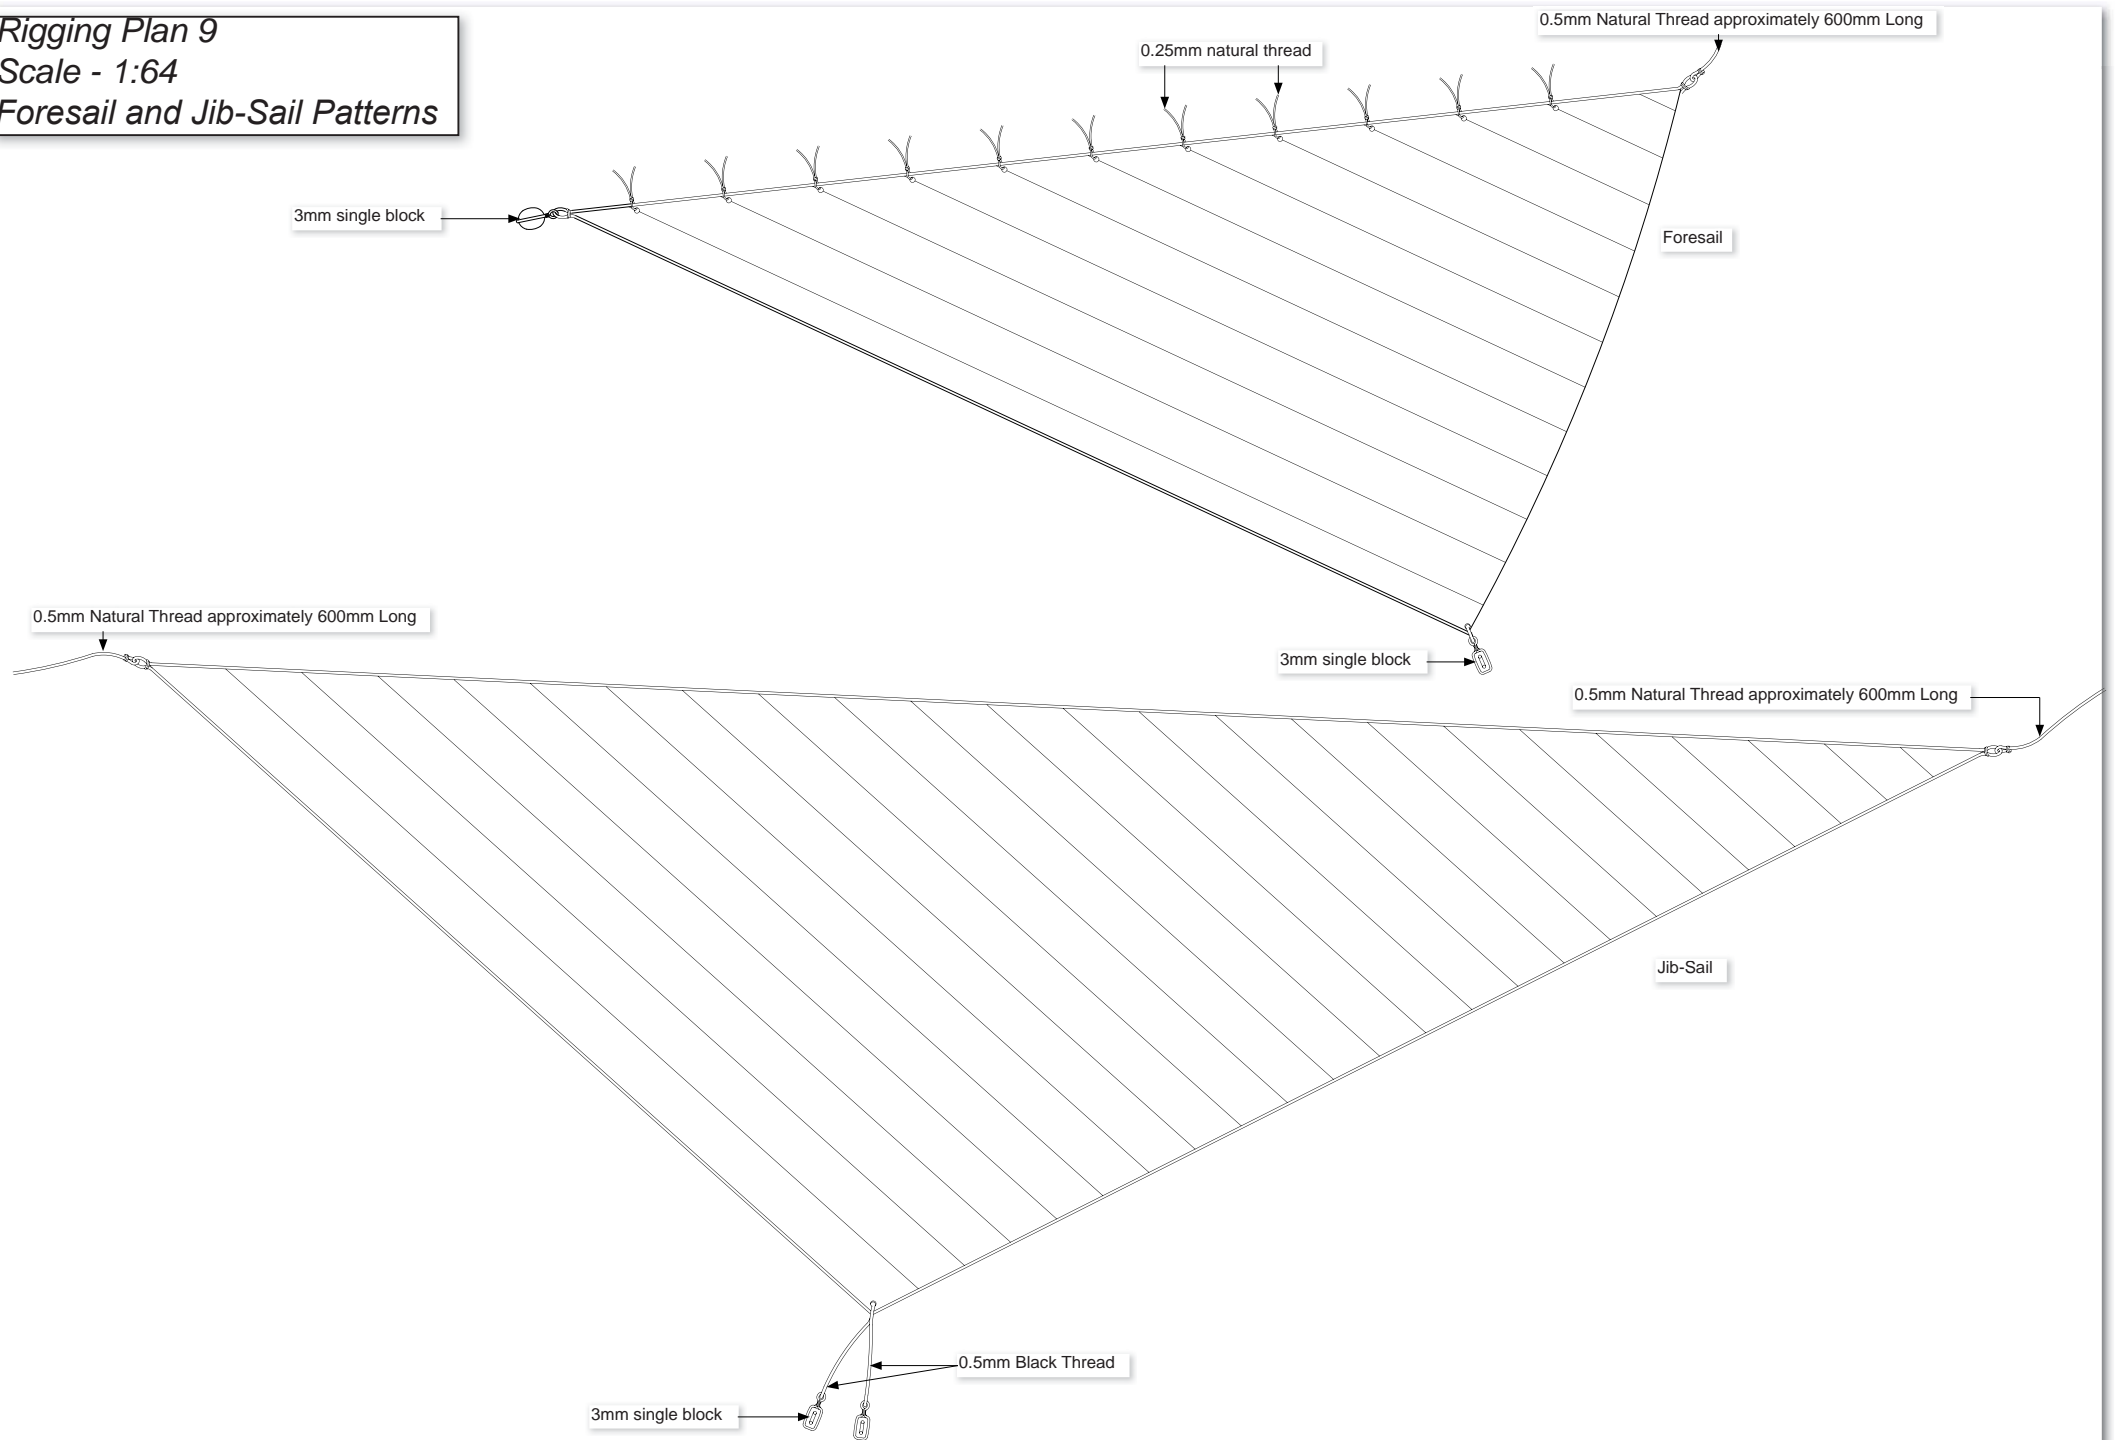 Rigging Plan 9
Scale - 1:64
Foresail and Jib-Sail Patterns
0.5mm Natural Thread approximately 600mm Long
0.25mm natural thread
3mm single block
Foresail
0.5mm Natural Thread approximately 600mm Long
3mm single block
0.5mm Natural Thread approximately 600mm Long
Jib-Sail
0.5mm Black Thread
3mm single block